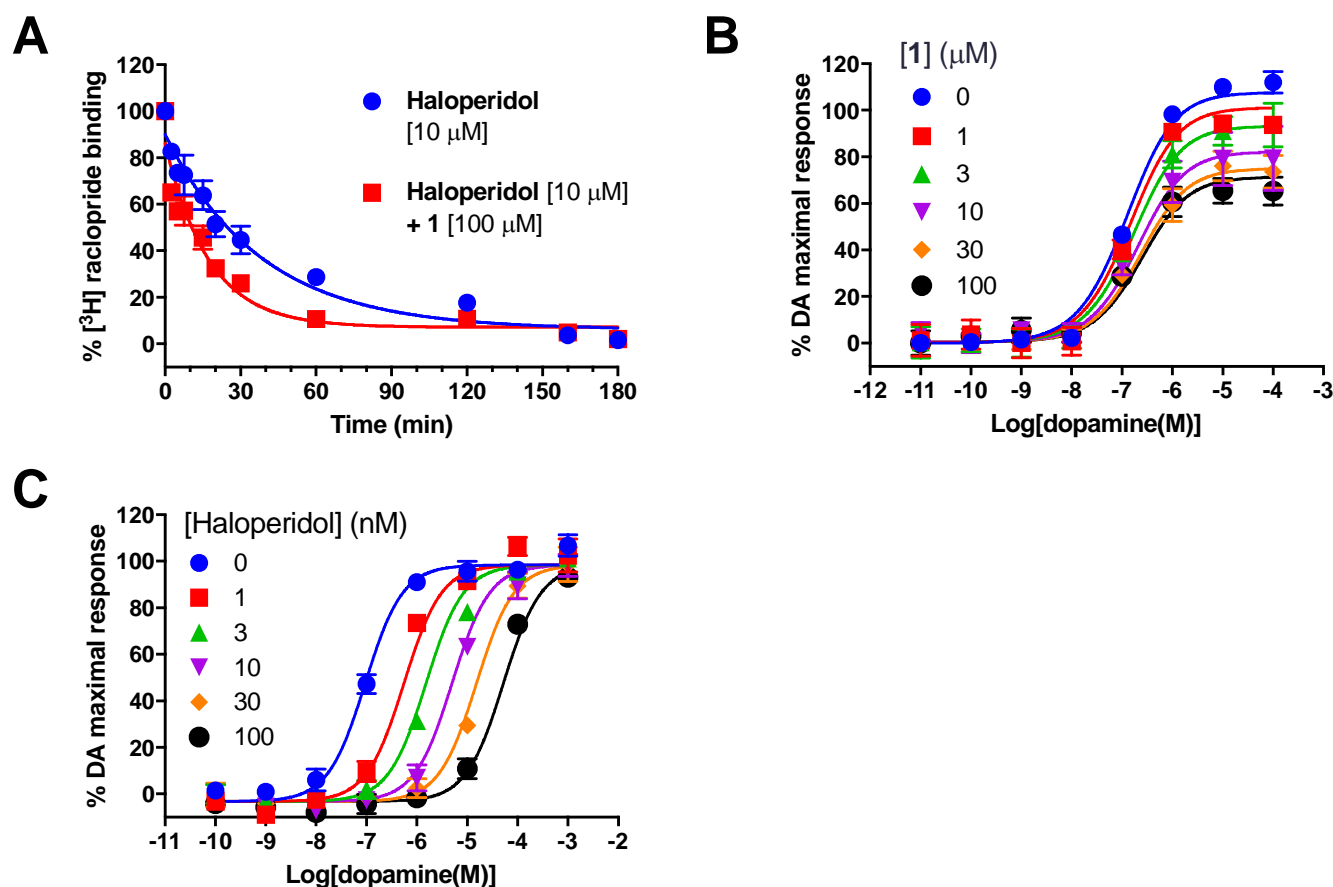 A
% [³H] raclopride binding
120
100
80
60
40
20
0
0 30 60 90 120 150 180
Time (min)
Haloperidol
[10 μM]
Haloperidol [10 μM]
+ 1 [100 μM]
B
[1] (μM)
0
1
3
10
30
100
% DA maximal response
120
100
80
60
40
20
0
-12 -11 -10 -9 -8 -7 -6 -5 -4 -3
Log[dopamine(M)]
C
[Haloperidol] (nM)
0
1
3
10
30
100
% DA maximal response
120
100
80
60
40
20
0
-11 -10 -9 -8 -7 -6 -5 -4 -3 -2
Log[dopamine(M)]